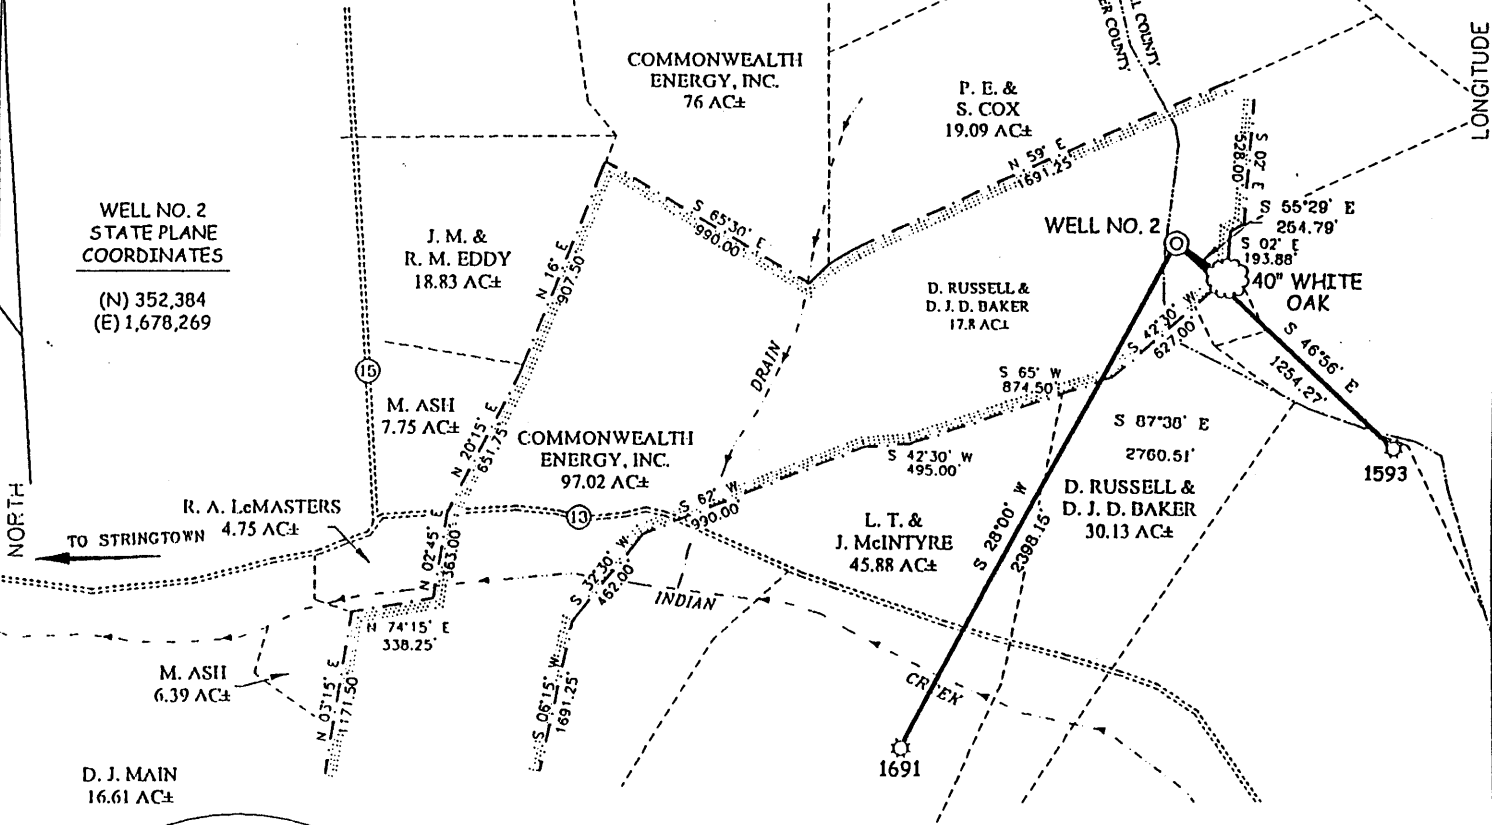 COMMONWEALTH
ENERGY, INC.
76 AC±
P. E. &
S. COX
19.09 AC±
COUNTY
COUNTY
LONGITUDE
WELL NO. 2
STATE PLANE
COORDINATES
(N) 352,384
(E) 1,678,269
J. M. &
R. M. EDDY
18.83 AC±
N 16° E
907.50'
S 65°30' E
990.00'
N 59° E
1691.25'
S 02° E
528.00
S 55°29' E
254.79'
S 02° E
193.88'
WELL NO. 2
40" WHITE
OAK
D. RUSSELL &
D. J. D. BAKER
17.8 AC±
S 42°30' W
627.00'
S 46°56' E
1254.27'
1593
DRAIN
S 65° W
874.50'
15
M. ASH
7.75 AC±
N 20°15' E
651.75'
COMMONWEALTH
ENERGY, INC.
97.02 AC±
S 42°30' W
495.00'
S 87°38' E
2760.51'
D. RUSSELL &
D. J. D. BAKER
30.13 AC±
S 28°00' W
2398.15'
L. T. &
J. McINTYRE
45.88 AC±
S 62° W
990.00'
13
R. A. LeMASTERS
4.75 AC±
NORTH
TO STRINGTOWN
N 02°45' E
363.00'
S 32°30' W
462.00'
INDIAN
CREEK
N 74°15' E
338.25'
M. ASH
6.39 AC±
N 03°15' E
1171.50'
S 06°15' W
1691.25'
1691
D. J. MAIN
16.61 AC±